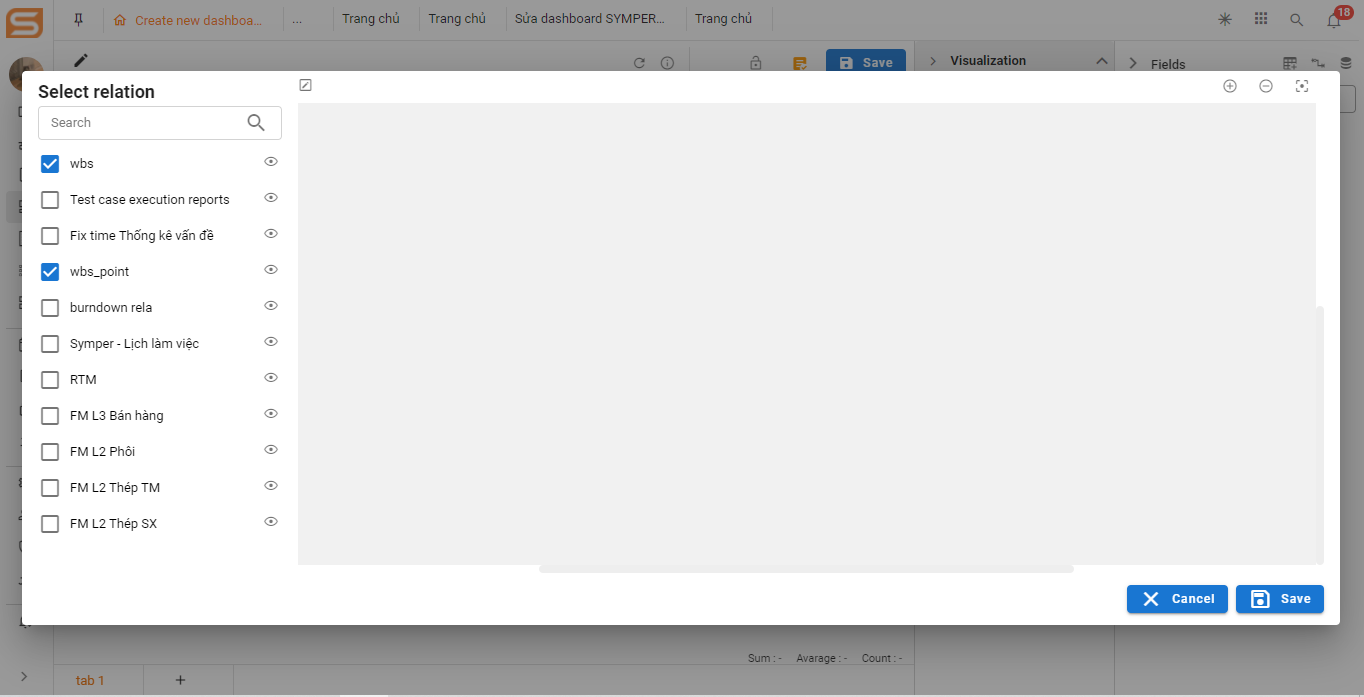 Create new dashboa...
...
Trang chủ
Trang chủ
Sửa dashboard SYMPER...
Trang chủ
18
Save
Visualization
Fields
Select relation
Search
wbs
Test case execution reports
Fix time Thống kê vấn đề
wbs_point
burndown rela
Symper - Lịch làm việc
RTM
FM L3 Bán hàng
FM L2 Phôi
FM L2 Thép TM
FM L2 Thép SX
Cancel
Save
Sum : -
Avarage : -
Count : -
tab 1